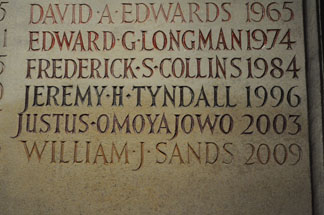 DAVID·A·EDWARDS 1965
EDWARD·G·LONGMAN 1974
FREDERICK·S·COLLINS 1984
JEREMY·H·TYNDALL 1996
JUSTUS·OMOYAJOWO 2003
WILLIAM·J·SANDS 2009